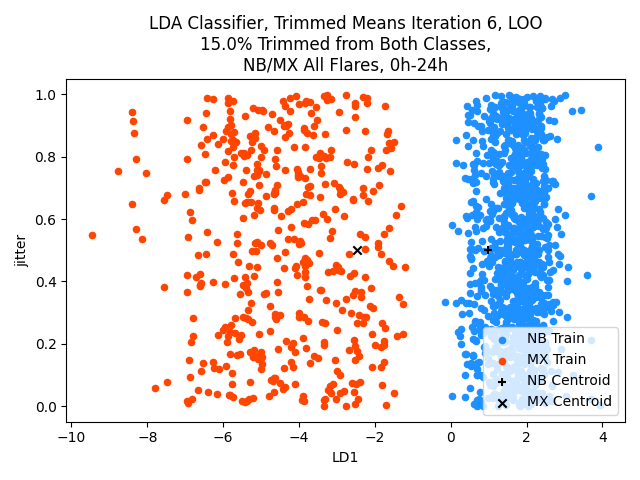 LDA Classifier, Trimmed Means Iteration 6, LOO
15.0% Trimmed from Both Classes,
NB/MX All Flares, 0h-24h
1.0
0.8
0.6
0.4
0.2
0.0
Jitter
NB Train
MX Train
NB Centroid
MX Centroid
−10
−8
−6
−4
−2
0
2
4
LD1